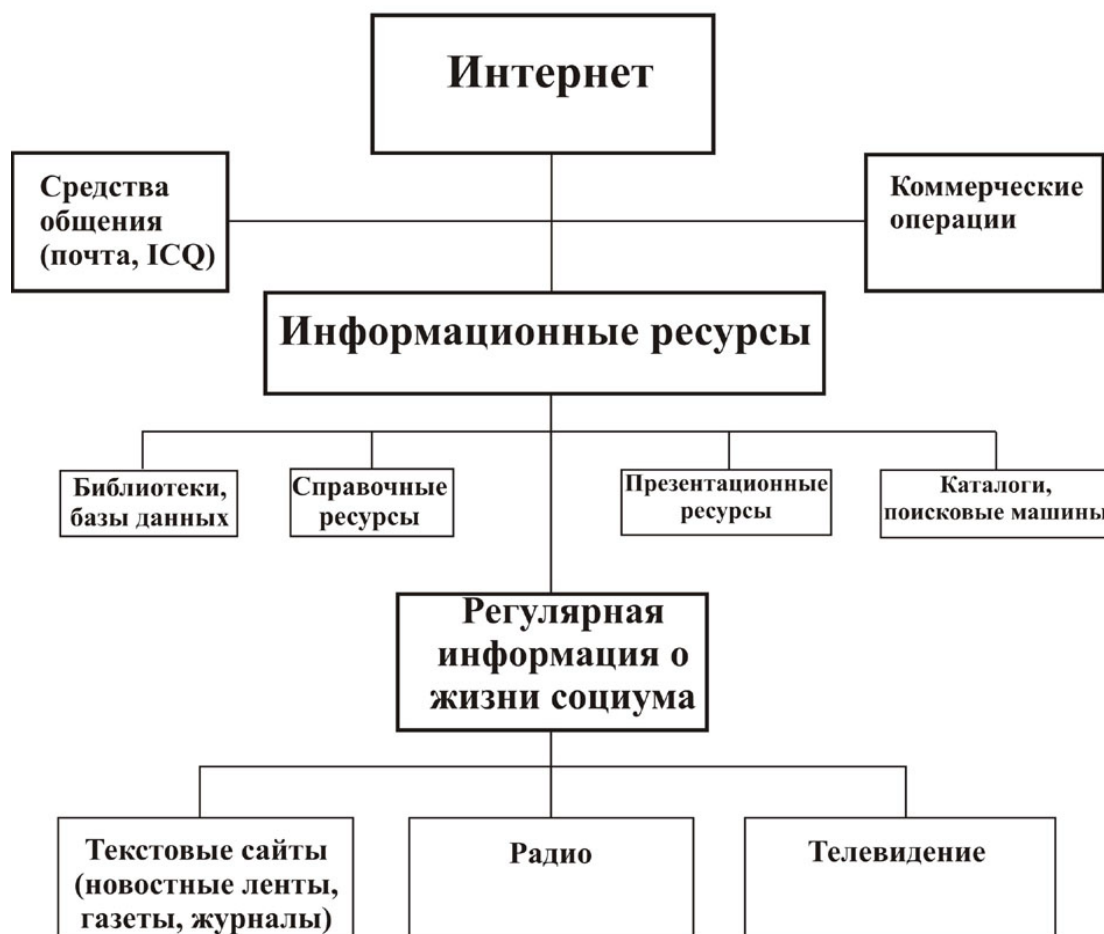 Интернет
Средства
общения
(почта, ICQ)
Коммерческие
операции
Информационные ресурсы
Библиотеки,
базы данных
Справочные
ресурсы
Презентационные
ресурсы
Каталоги,
поисковые машины
Регулярная
информация о
жизни социума
Текстовые сайты
(новостные ленты,
газеты, журналы)
Радио
Телевидение